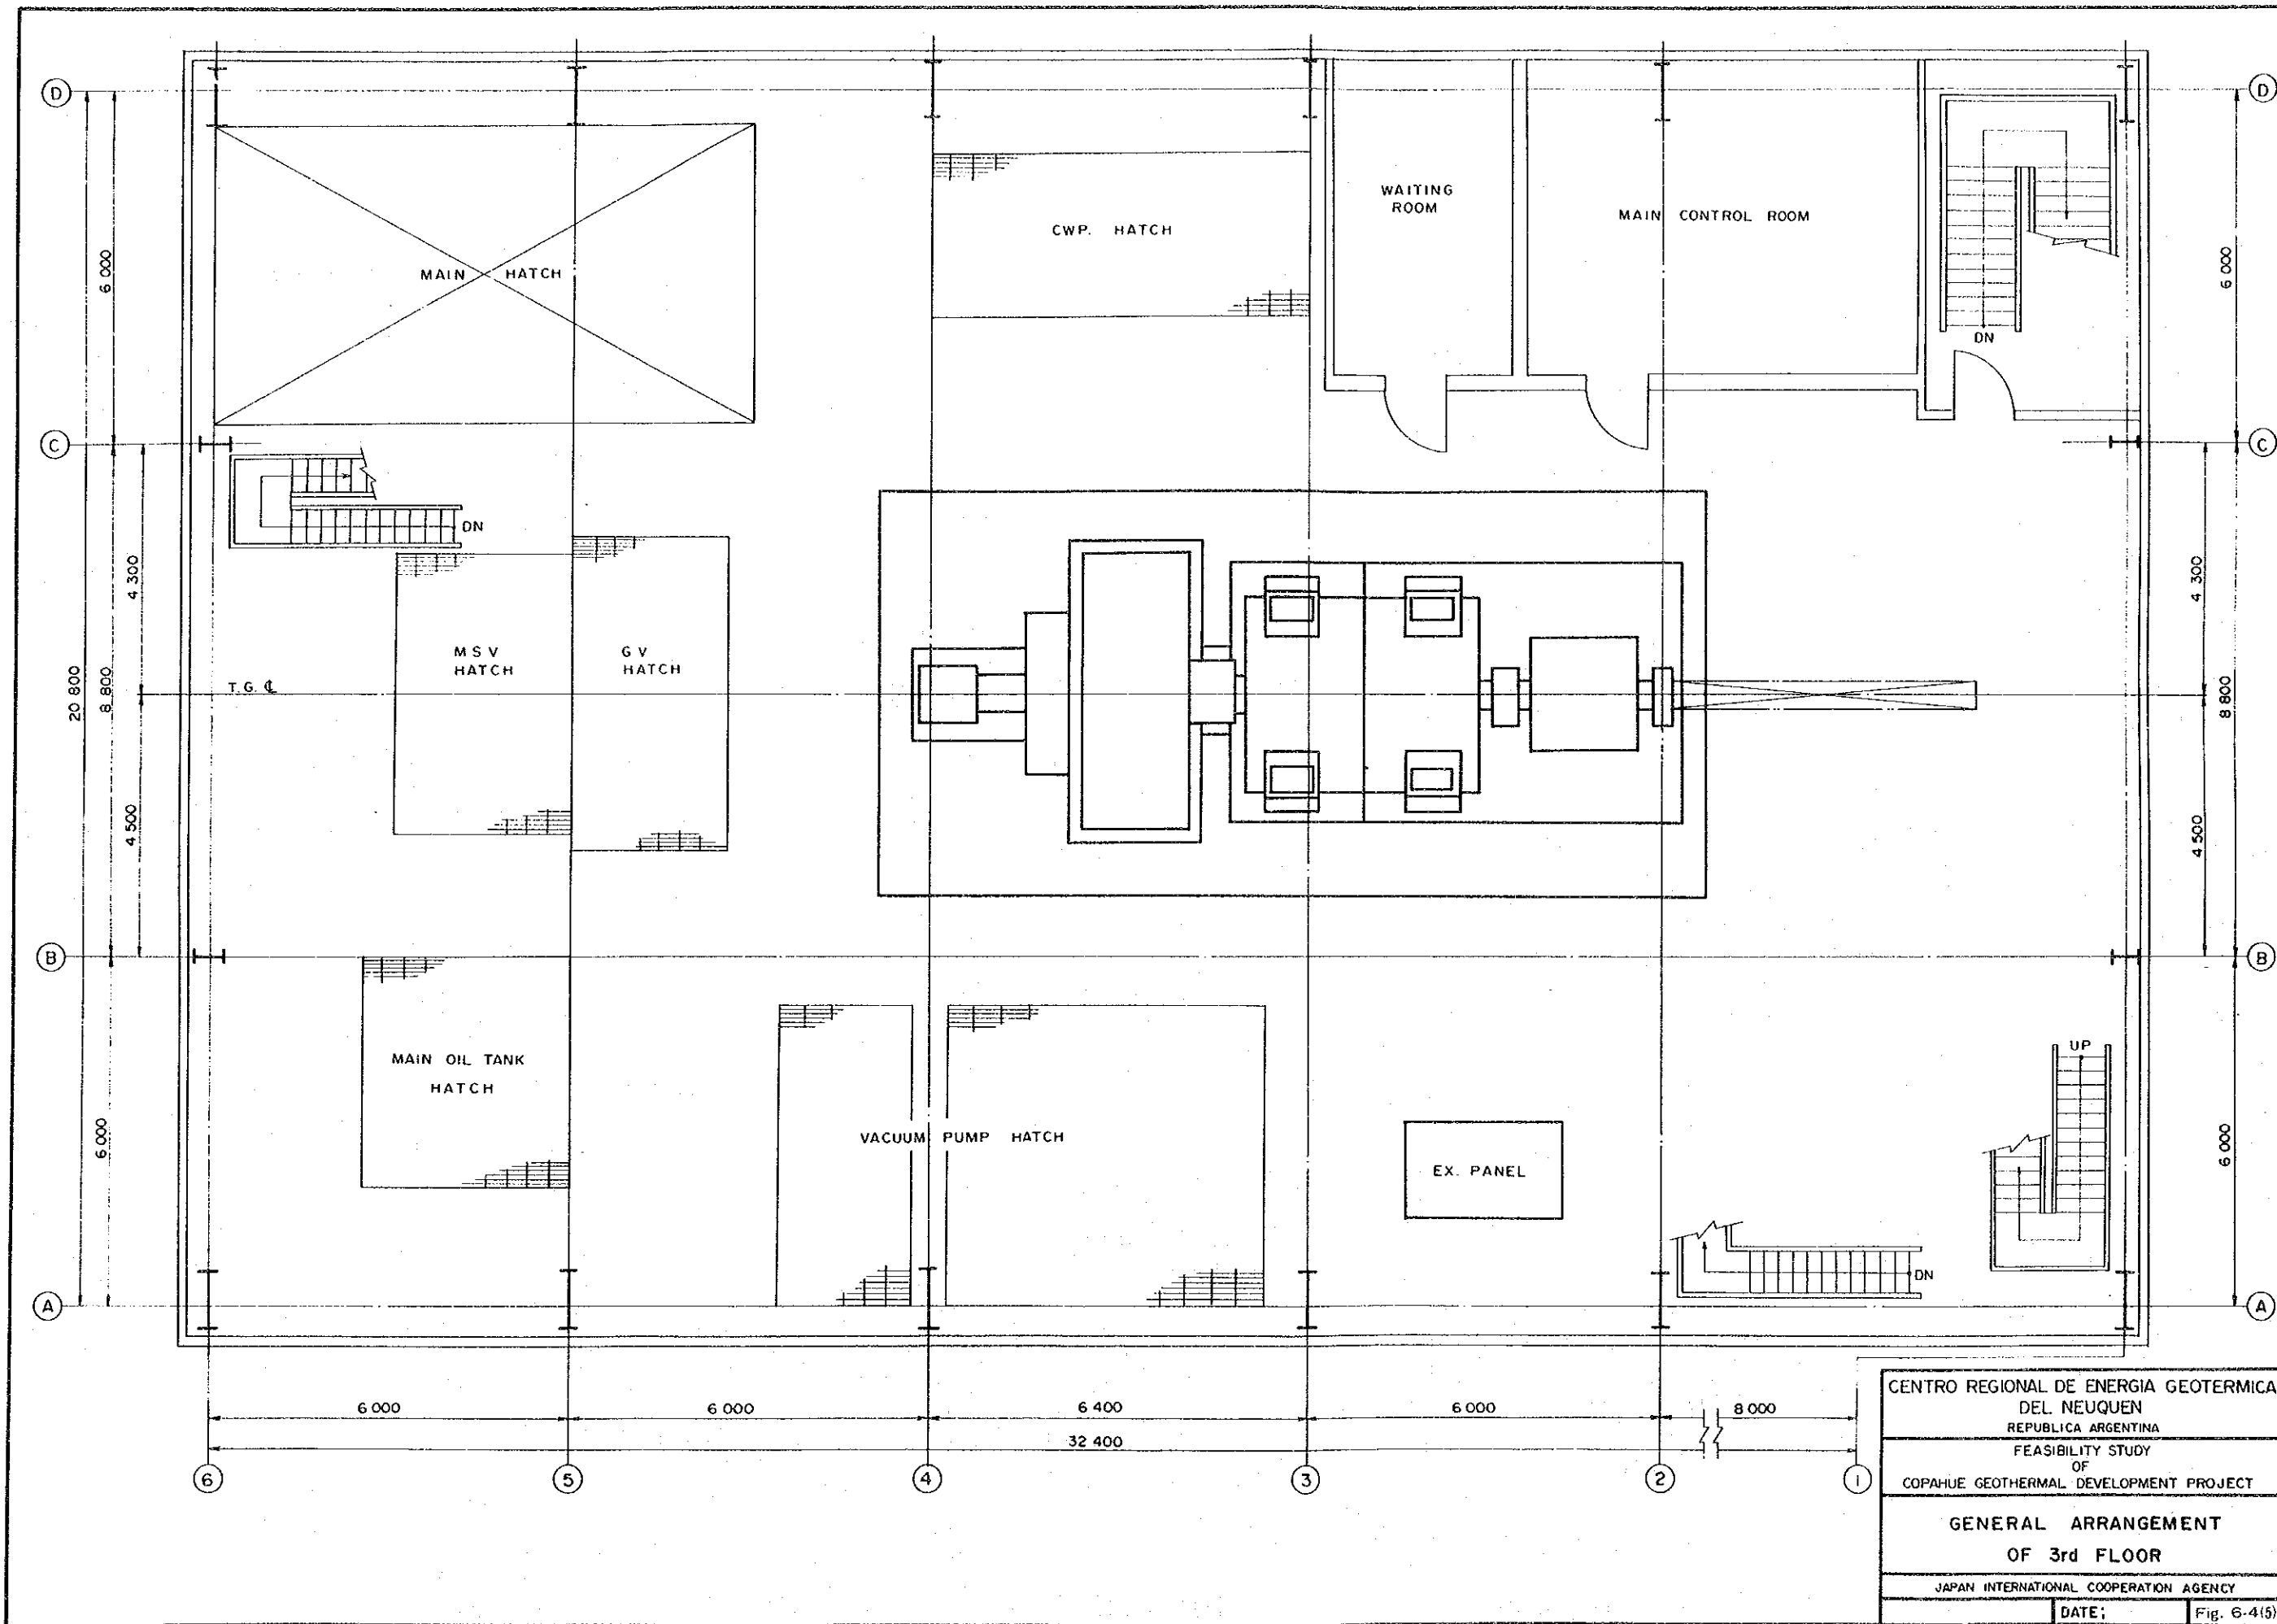 D
D
6 000
MAIN HATCH
CWP. HATCH
WAITING
ROOM
MAIN CONTROL ROOM
DN
6 000
C
C
DN
4 300
4 300
M S V
HATCH
G V
HATCH
T.G. ℄
20 800
8 800
8 800
4 500
4 500
B
B
MAIN OIL TANK
HATCH
VACUUM PUMP HATCH
EX. PANEL
UP
DN
6 000
6 000
A
A
6 000
6 000
6 400
6 000
8 000
32 400
6
5
4
3
2
1
CENTRO REGIONAL DE ENERGIA GEOTERMICA
DEL NEUQUEN
REPUBLICA ARGENTINA
FEASIBILITY STUDY
OF
COPAHUE GEOTHERMAL DEVELOPMENT PROJECT
GENERAL ARRANGEMENT
OF 3rd FLOOR
JAPAN INTERNATIONAL COOPERATION AGENCY
DATE;
Fig. 6-4(5)